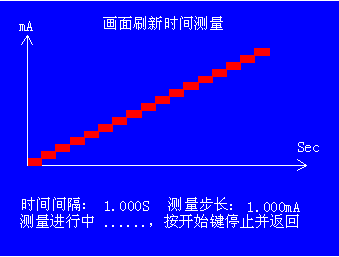 画面刷新时间测量
mA
Sec
时间间隔: 1.000S 测量步长: 1.000mA
测量进行中 ......, 按开始键停止并返回